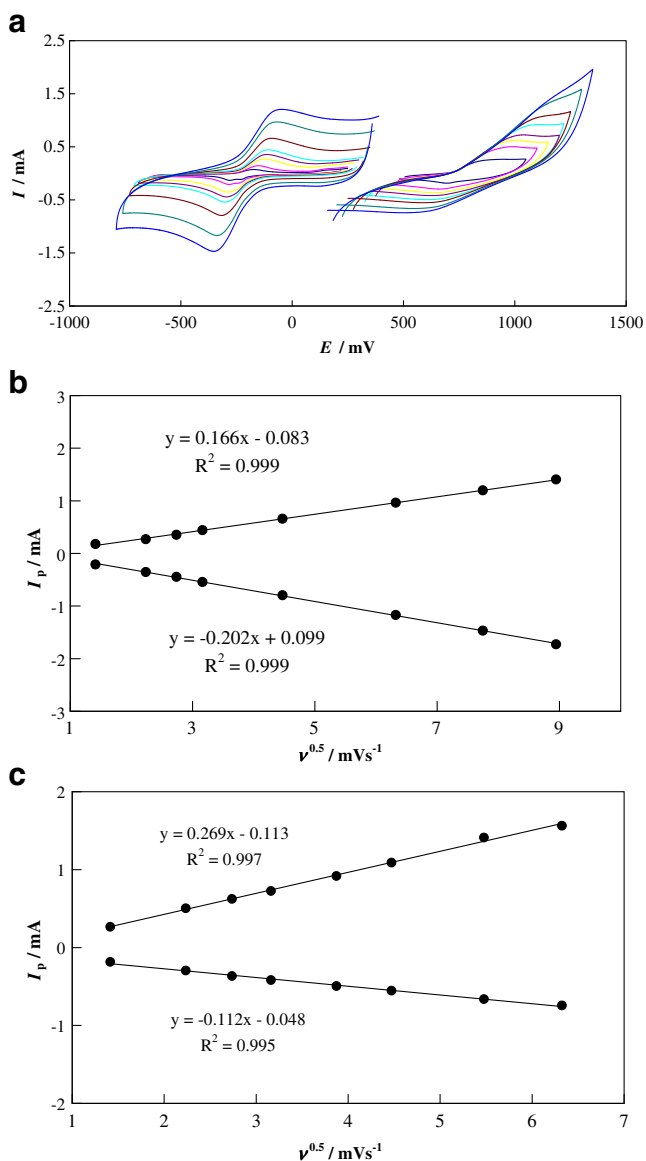 a
2.5
1.5
0.5
-0.5
-1.5
-2.5
I / mA
-1000 -500 0 500 1000 1500
E / mV
b
3
2
1
0
-1
-2
-3
I p / mA
y = 0.166x - 0.083
R² = 0.999
y = -0.202x + 0.099
R² = 0.999
1 3 5 7 9
ν^0.5 / mVs⁻¹
c
2
1
0
-1
-2
I p / mA
y = 0.269x - 0.113
R² = 0.997
y = -0.112x - 0.048
R² = 0.995
1 2 3 4 5 6 7
ν^0.5 / mVs⁻¹